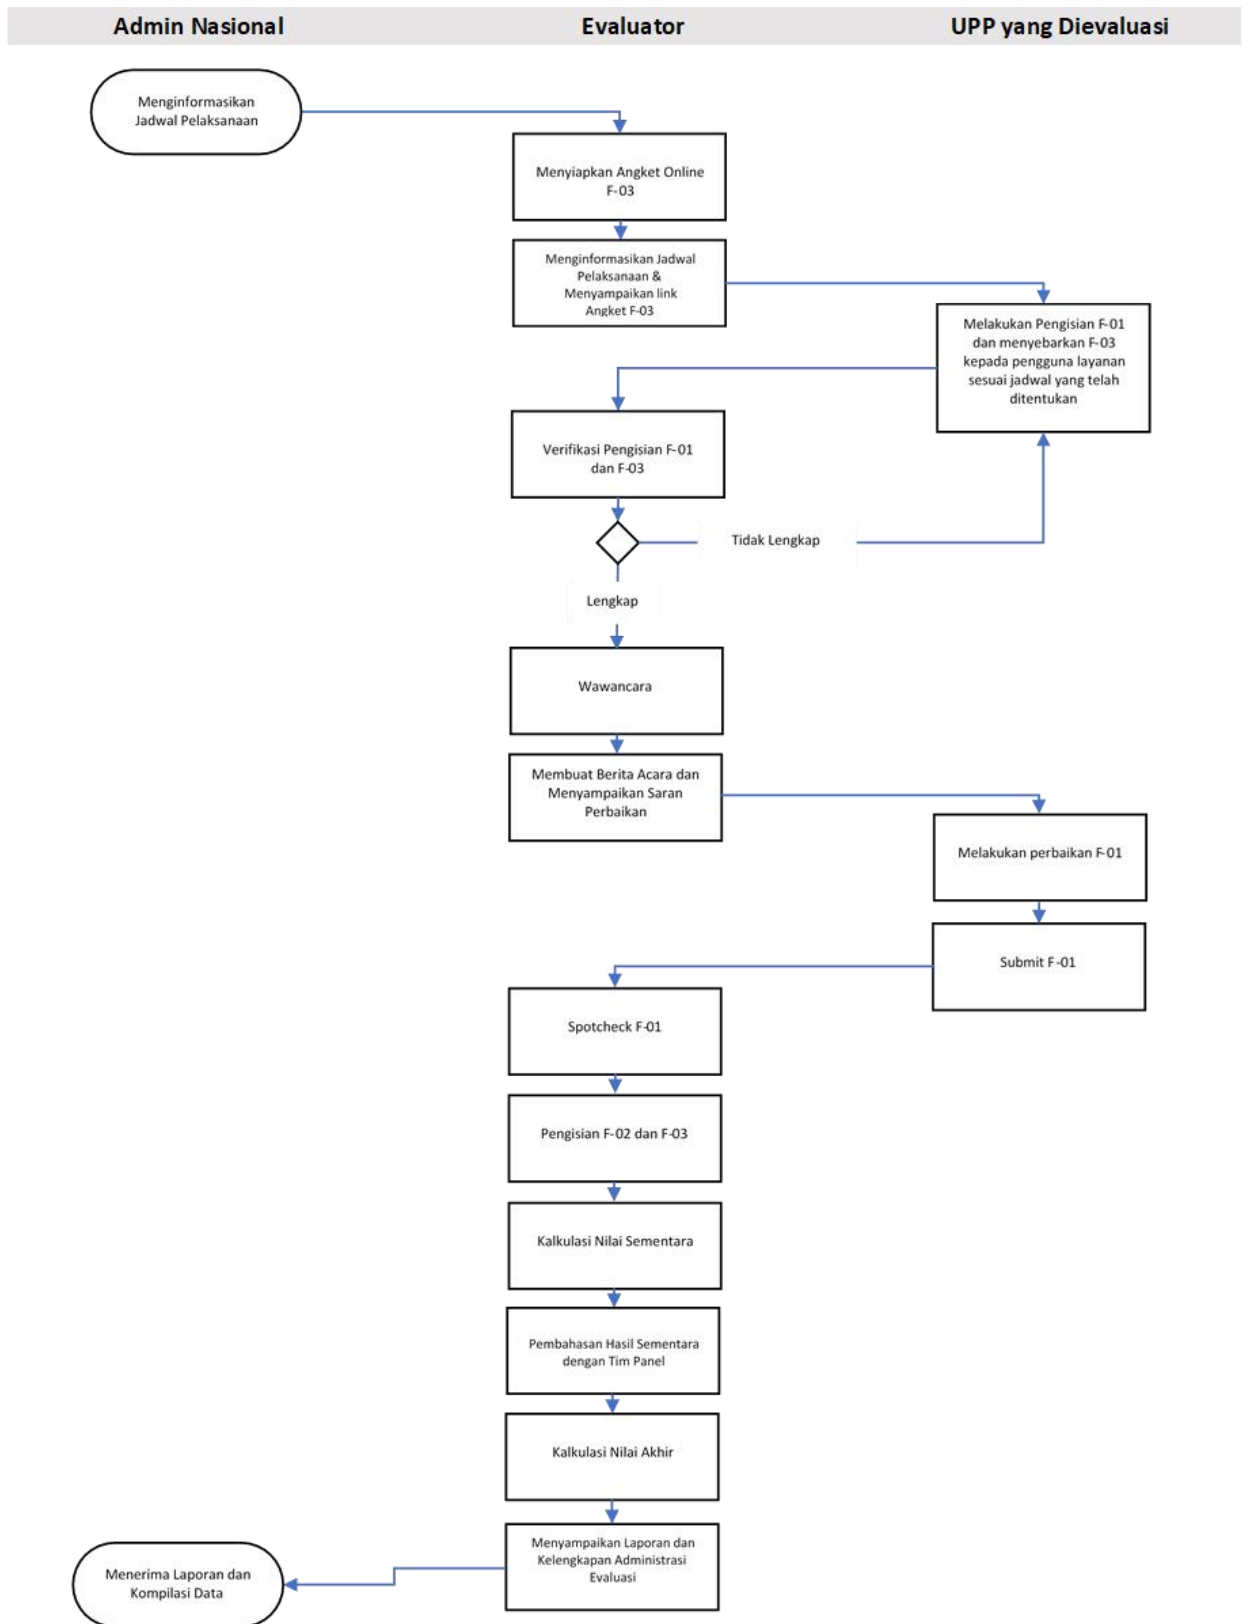 Admin Nasional
Evaluator
UPP yang Dievaluasi
Menginformasikan
Jadwal Pelaksanaan
Menyiapkan Angket Online
F-03
Menginformasikan Jadwal
Pelaksanaan &
Menyampaikan link
Angket F-03
Melakukan Pengisian F-01
dan menyebarkan F-03
kepada pengguna layanan
sesuai jadwal yang telah
ditentukan
Verifikasi Pengisian F-01
dan F-03
Tidak Lengkap
Lengkap
Wawancara
Membuat Berita Acara dan
Menyampaikan Saran
Perbaikan
Melakukan perbaikan F-01
Submit F-01
Spotcheck F-01
Pengisian F-02 dan F-03
Kalkulasi Nilai Sementara
Pembahasan Hasil Sementara
dengan Tim Panel
Kalkulasi Nilai Akhir
Menyampaikan Laporan dan
Kelengkapan Administrasi
Evaluasi
Menerima Laporan dan
Kompilasi Data